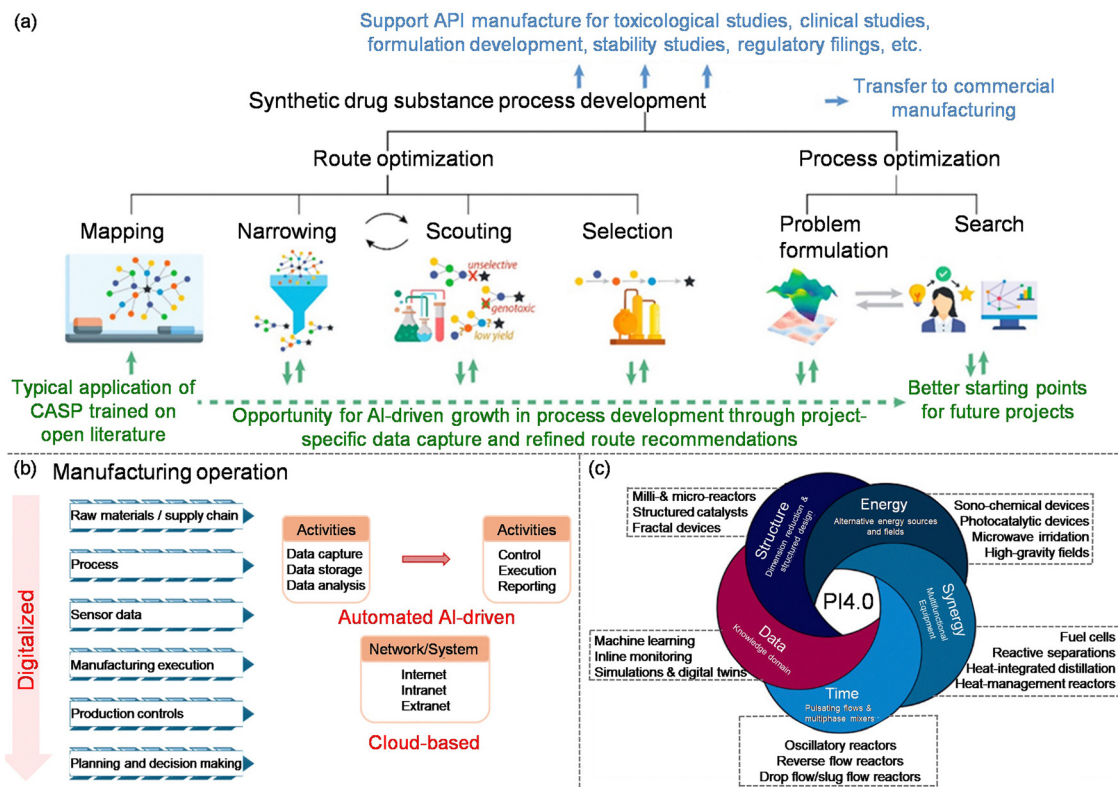 (a)
Support API manufacture for toxicological studies, clinical studies,
formulation development, stability studies, regulatory filings, etc.
Synthetic drug substance process development
Transfer to commercial
manufacturing
Route optimization
Process optimization
Mapping
Narrowing
Scouting
Selection
Problem
formulation
Search
unselective
genotoxic
? ?
low yield
Typical application of
CASP trained on
open literature
Opportunity for AI-driven growth in process development through project-
specific data capture and refined route recommendations
Better starting points
for future projects
(b)
Manufacturing operation
Digitalized
Raw materials / supply chain
Process
Sensor data
Manufacturing execution
Production controls
Planning and decision making
Activities
Data capture
Data storage
Data analysis
Activities
Control
Execution
Reporting
Automated AI-driven
Network/System
Internet
Intranet
Extranet
Cloud-based
(c)
Milli-& micro-reactors
Structured catalysts
Fractal devices
Structure
Dimension reduction &
structured design
Energy
Alternative energy sources
and fields
Sono-chemical devices
Photocatalytic devices
Microwave irridation
High-gravity fields
PI4.0
Synergy
Multifunctional
Equipment
Fuel cells
Reactive separations
Heat-integrated distillation
Heat-management reactors
Data
Knowledge domain
Machine learning
Inline monitoring
Simulations & digital twins
Time
Pulsating flows &
multiphase mixers
Oscillatory reactors
Reverse flow reactors
Drop flow/slug flow reactors